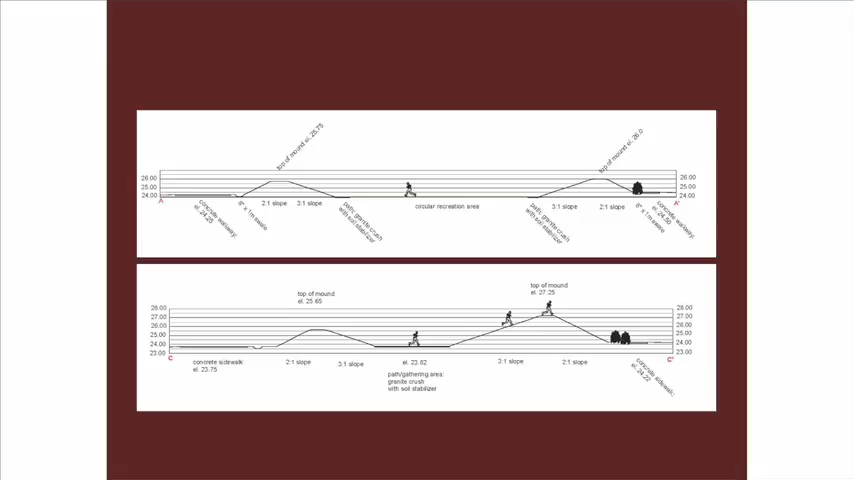 top of mound el. 25.75
top of mound el. 26.0
26.00
25.00
24.00
26.00
25.00
24.00
A
A'
concrete walkway:
el. 24.25
6" x 1m swale
2:1 slope
3:1 slope
path: granite crush
with soil stabilizer
circular recreation area
path: granite crush
with soil stabilizer
3:1 slope
2:1 slope
6" x 1m swale
concrete walkway:
el. 24.50
top of mound
el. 25.65
top of mound
el. 27.25
28.00
27.00
26.00
25.00
24.00
23.00
28.00
27.00
26.00
25.00
24.00
23.00
C
C'
concrete sidewalk:
el. 23.75
2:1 slope
3:1 slope
el. 23.82
path/gathering area:
granite crush
with soil stabilizer
3:1 slope
2:1 slope
concrete sidewalk:
el. 24.22